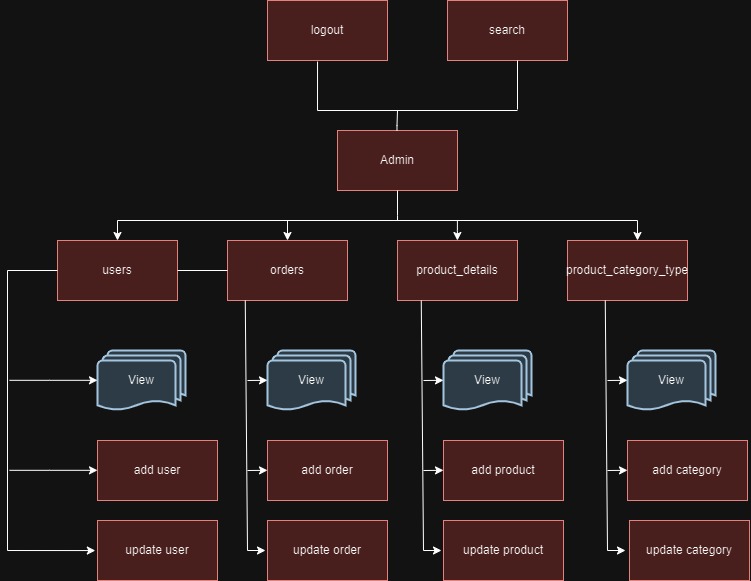 logout
search
Admin
users
orders
product_details
product_category_type
View
View
View
View
add user
add order
add product
add category
update user
update order
update product
update category